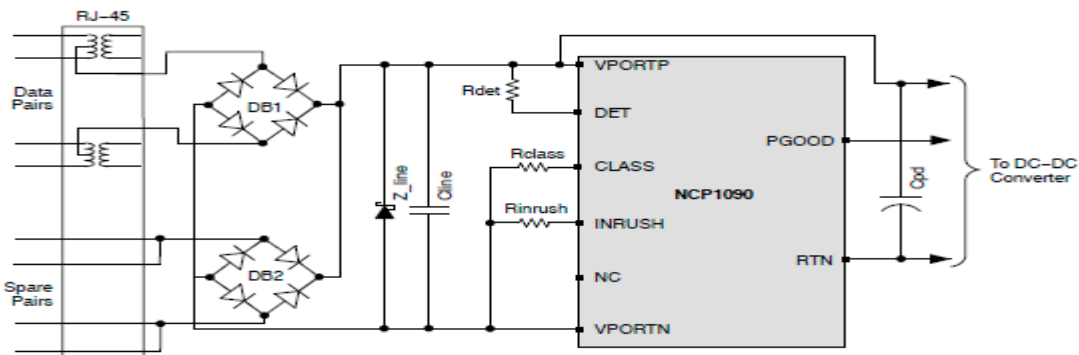 RJ-45
Data
Pairs
DB1
Spare
Pairs
DB2
Z_line
Cline
Rdet
Rclass
Rinrush
VPORTP
DET
CLASS
INRUSH
NC
VPORTN
NCP1090
PGOOD
RTN
Cpd
To DC-DC
Converter